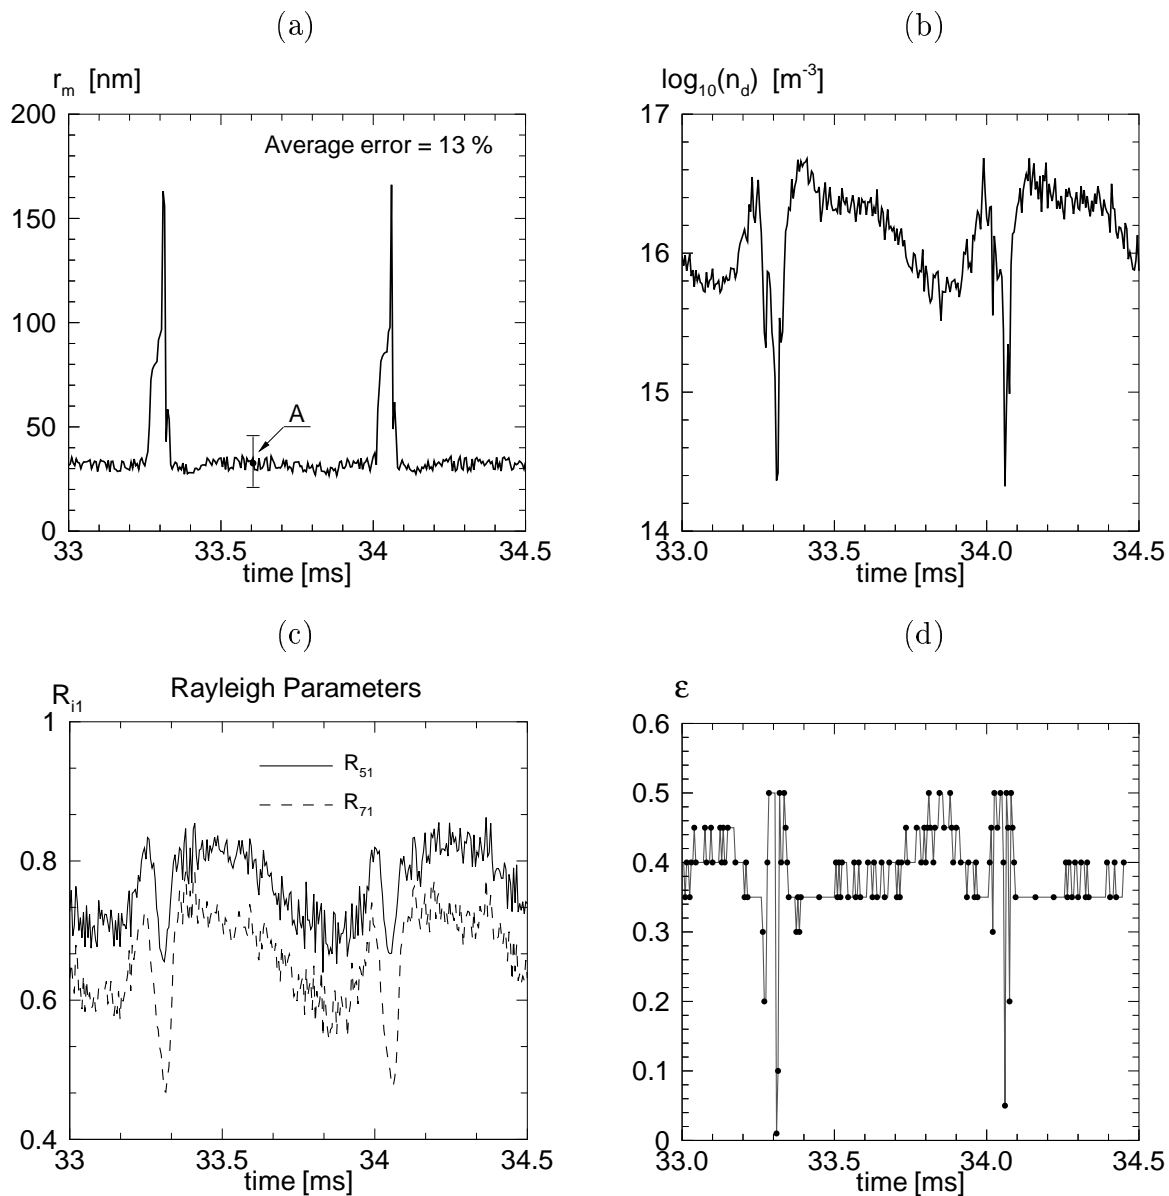 (a)
r_m [nm]
200
150
100
50
0
Average error = 13 %
A
33 33.5 34 34.5
time [ms]
(b)
log_10(n_d) [m^-3]
17
16
15
14
33.0 33.5 34.0 34.5
time [ms]
(c)
Rayleigh Parameters
R_i1
1
0.8
0.6
0.4
R_51
R_71
33 33.5 34 34.5
time [ms]
(d)
ε
0.6
0.5
0.4
0.3
0.2
0.1
0
33.0 33.5 34.0 34.5
time [ms]